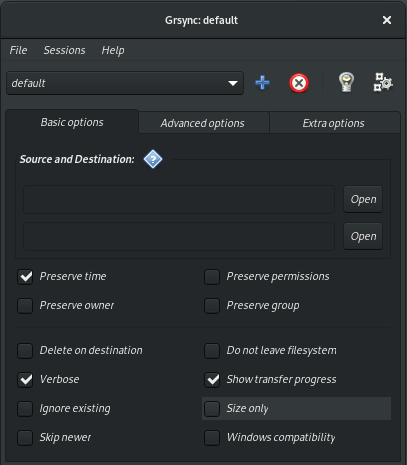 Grsync: default
File Sessions Help
default
Basic options Advanced options Extra options
Source and Destination: ?
Open
Open
Preserve time Preserve permissions
Preserve owner Preserve group
Delete on destination Do not leave filesystem
Verbose Show transfer progress
Ignore existing Size only
Skip newer Windows compatibility